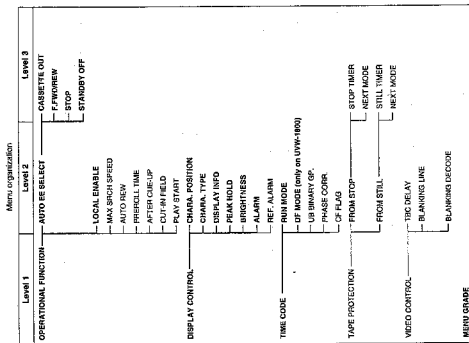 Menu organization
Level 1
Level 2
Level 3
OPERATIONAL FUNCTION
AUTO EE SELECT
CASSETTE OUT
F.FWD/REW
STOP
STANDBY OFF
LOCAL ENABLE
MAX SRCH SPEED
AUTO REW
PREROLL TIME
AFTER CUE-UP
CUT-IN FIELD
PLAY START
DISPLAY CONTROL
CHARA. POSITION
CHARA. TYPE
DISPLAY INFO
PEAK HOLD
BRIGHTNESS
ALARM
REF. ALARM
TIME CODE
RUN MODE
DF MODE (only on UVW-1800)
UB BINARY GP.
PHASE CORR.
CF FLAG
TAPE PROTECTION
FROM STOP
STOP TIMER
NEXT MODE
FROM STILL
STILL TIMER
NEXT MODE
VIDEO CONTROL
TBC DELAY
BLANKING LINE
BLANKING DECODE
MENU GRADE